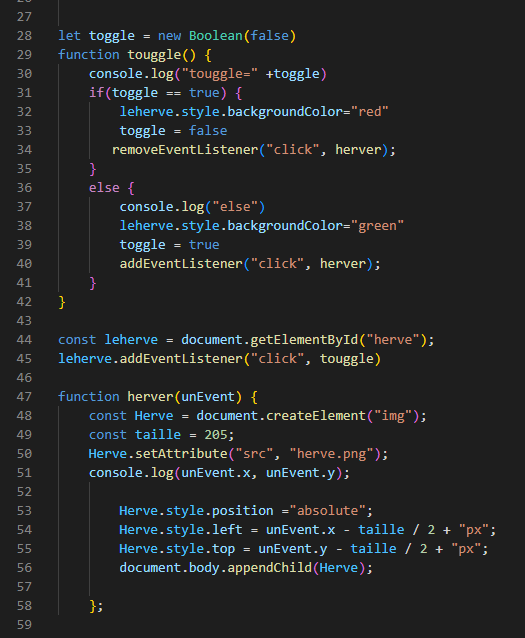 27
28 let toggle = new Boolean(false)
29 function touggle() {
30     console.log("touggle=" +toggle)
31     if(toggle == true) {
32         leherve.style.backgroundColor="red"
33         toggle = false
34        removeEventListener("click", herver);
35     }
36     else {
37         console.log("else")
38         leherve.style.backgroundColor="green"
39         toggle = true
40         addEventListener("click", herver);
41     }
42 }
43
44 const leherve = document.getElementById("herve");
45 leherve.addEventListener("click", touggle)
46
47 function herver(unEvent) {
48     const Herve = document.createElement("img");
49     const taille = 205;
50     Herve.setAttribute("src", "herve.png");
51     console.log(unEvent.x, unEvent.y);
52
53         Herve.style.position ="absolute";
54         Herve.style.left = unEvent.x - taille / 2 + "px";
55         Herve.style.top = unEvent.y - taille / 2 + "px";
56         document.body.appendChild(Herve);
57
58     };
59